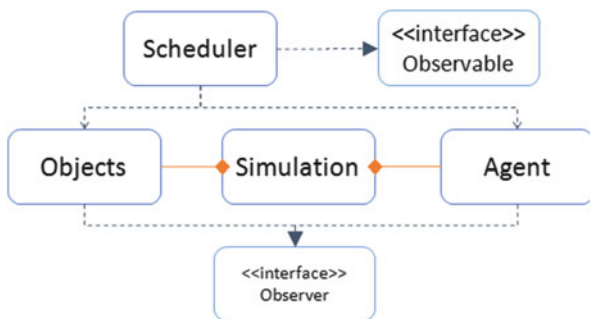 Scheduler
<<interface>>
Observable
Objects
Simulation
Agent
<<interface>>
Observer